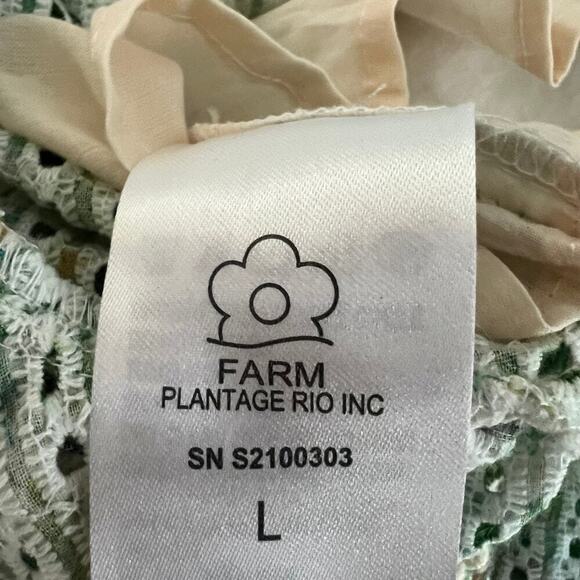 FARM
PLANTAGE RIO INC
SN S2100303
L